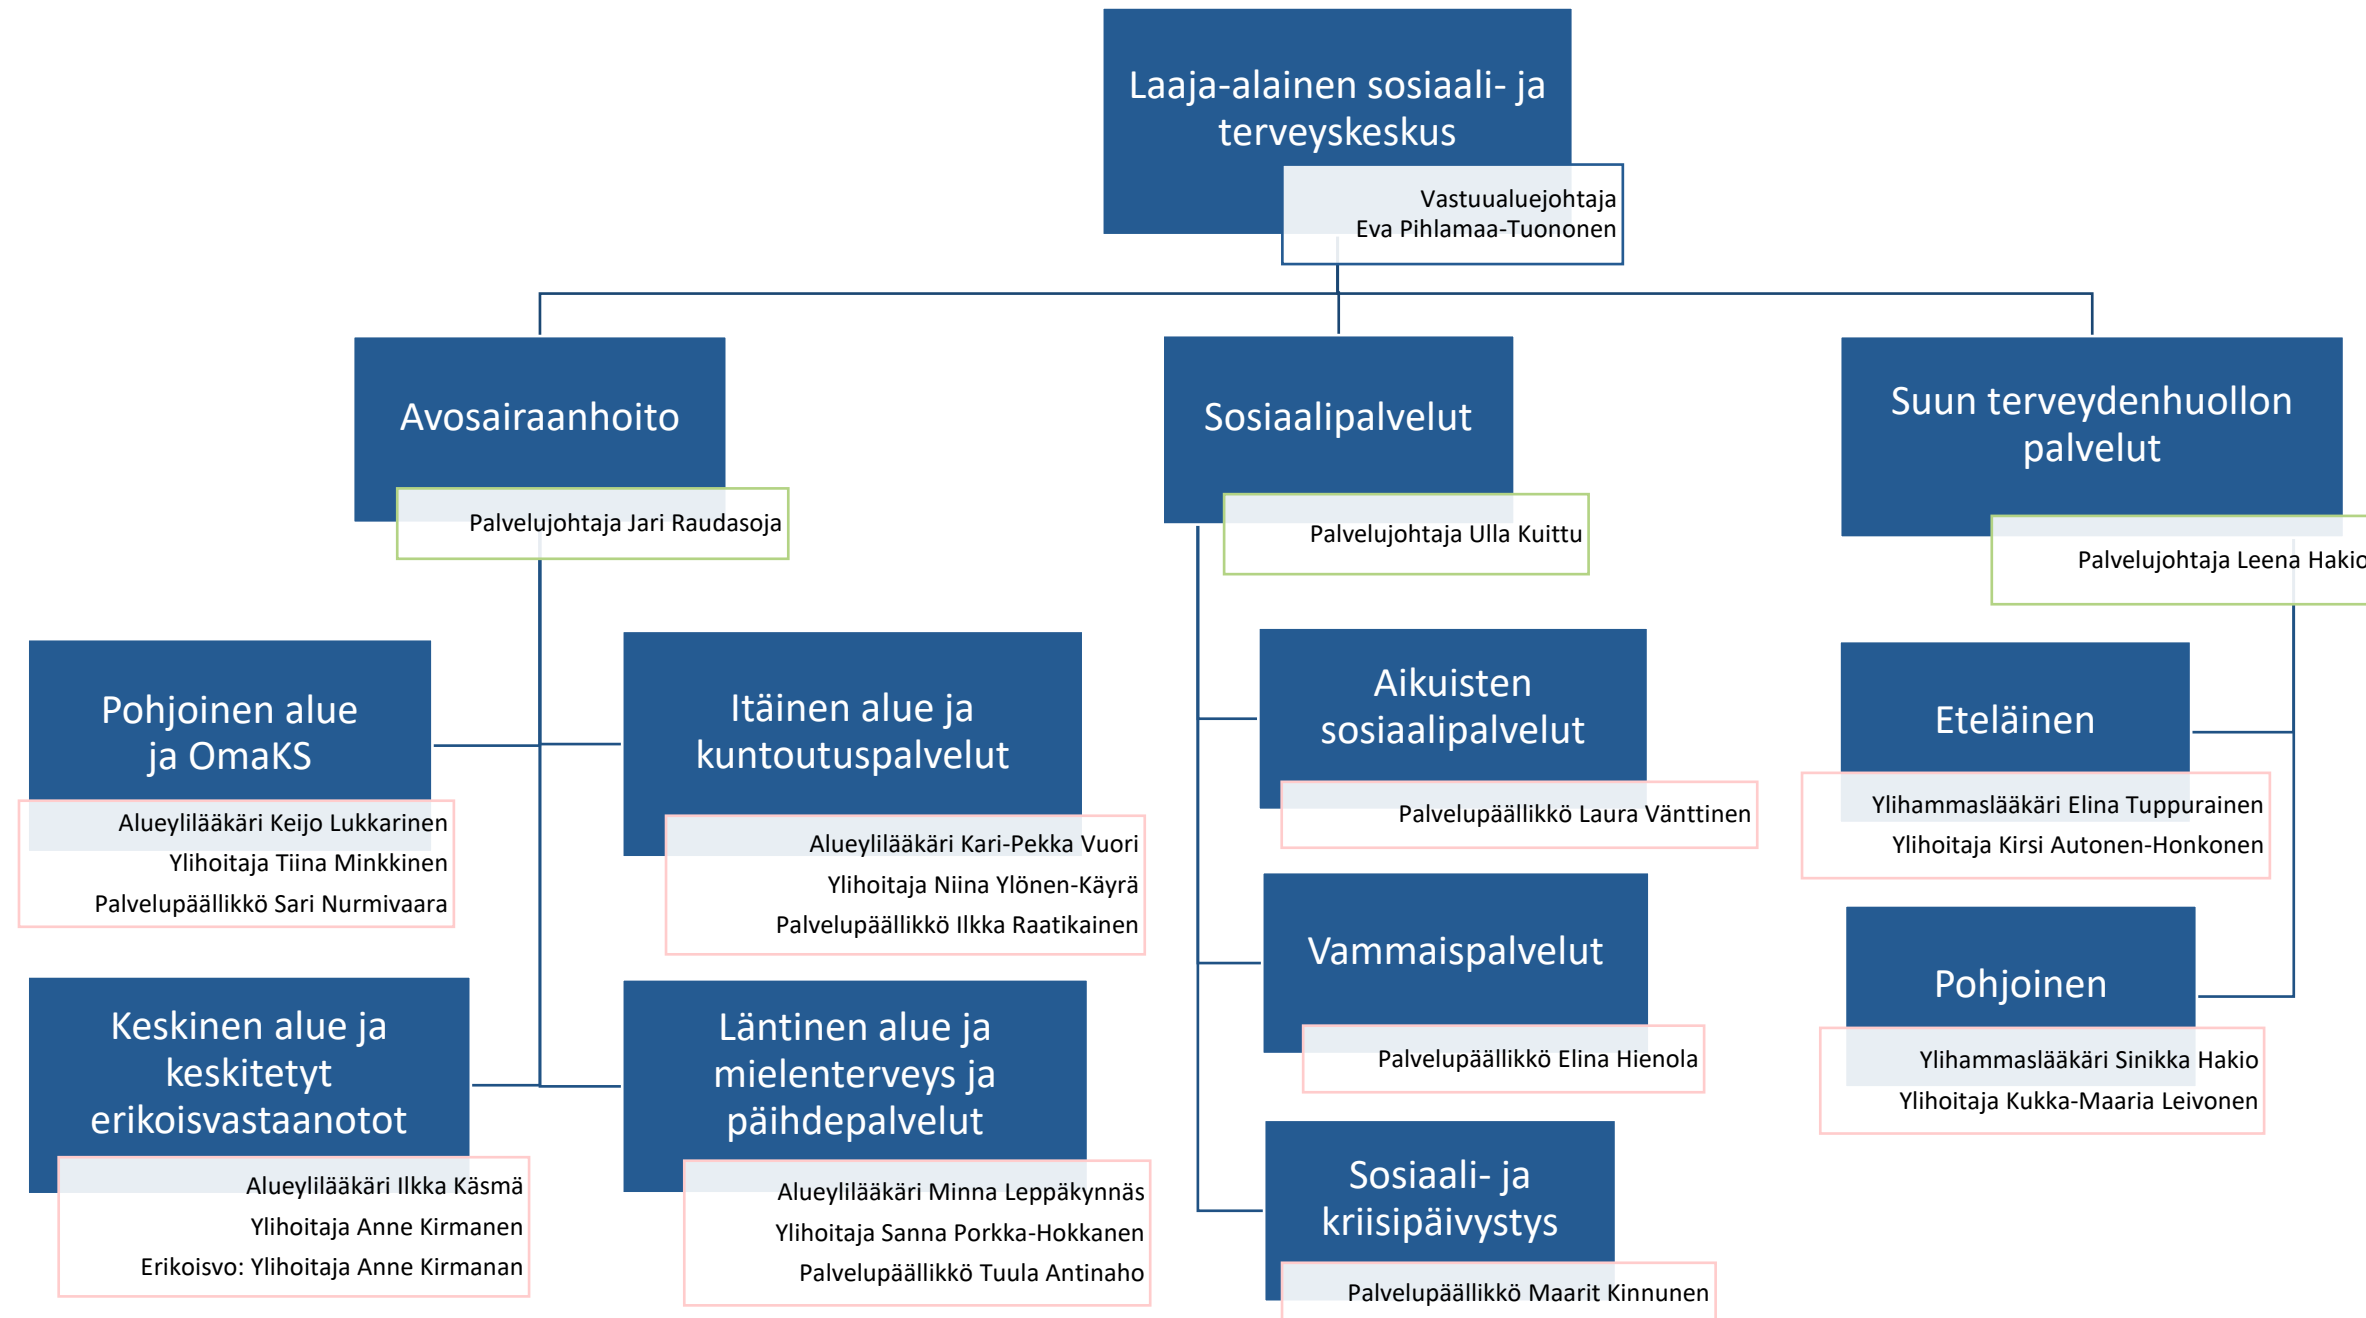 Laaja-alainen sosiaali- ja
terveyskeskus
Vastuualuejohtaja
Eva Pihlamaa-Tuononen
Avosairaanhoito
Palvelujohtaja Jari Raudasoja
Pohjoinen alue
ja OmaKS
Alueylilääkäri Keijo Lukkarinen
Ylihoitaja Tiina Minkkinen
Palvelupäällikkö Sari Nurmivaara
Itäinen alue ja
kuntoutuspalvelut
Alueylilääkäri Kari-Pekka Vuori
Ylihoitaja Niina Ylönen-Käyrä
Palvelupäällikkö Ilkka Raatikainen
Keskinen alue ja
keskitetyt
erikoisvastaanotot
Alueylilääkäri Ilkka Käsmä
Ylihoitaja Anne Kirmanen
Erikoisvo: Ylihoitaja Anne Kirmanan
Läntinen alue ja
mielenterveys ja
päihdepalvelut
Alueylilääkäri Minna Leppäkynnäs
Ylihoitaja Sanna Porkka-Hokkanen
Palvelupäällikkö Tuula Antinaho
Sosiaalipalvelut
Palvelujohtaja Ulla Kuittu
Aikuisten
sosiaalipalvelut
Palvelupäällikkö Laura Vänttinen
Vammaispalvelut
Palvelupäällikkö Elina Hienola
Sosiaali- ja
kriisipäivystys
Palvelupäällikkö Maarit Kinnunen
Suun terveydenhuollon
palvelut
Palvelujohtaja Leena Hakio
Eteläinen
Ylihammaslääkäri Elina Tuppurainen
Ylihoitaja Kirsi Autonen-Honkonen
Pohjoinen
Ylihammaslääkäri Sinikka Hakio
Ylihoitaja Kukka-Maaria Leivonen